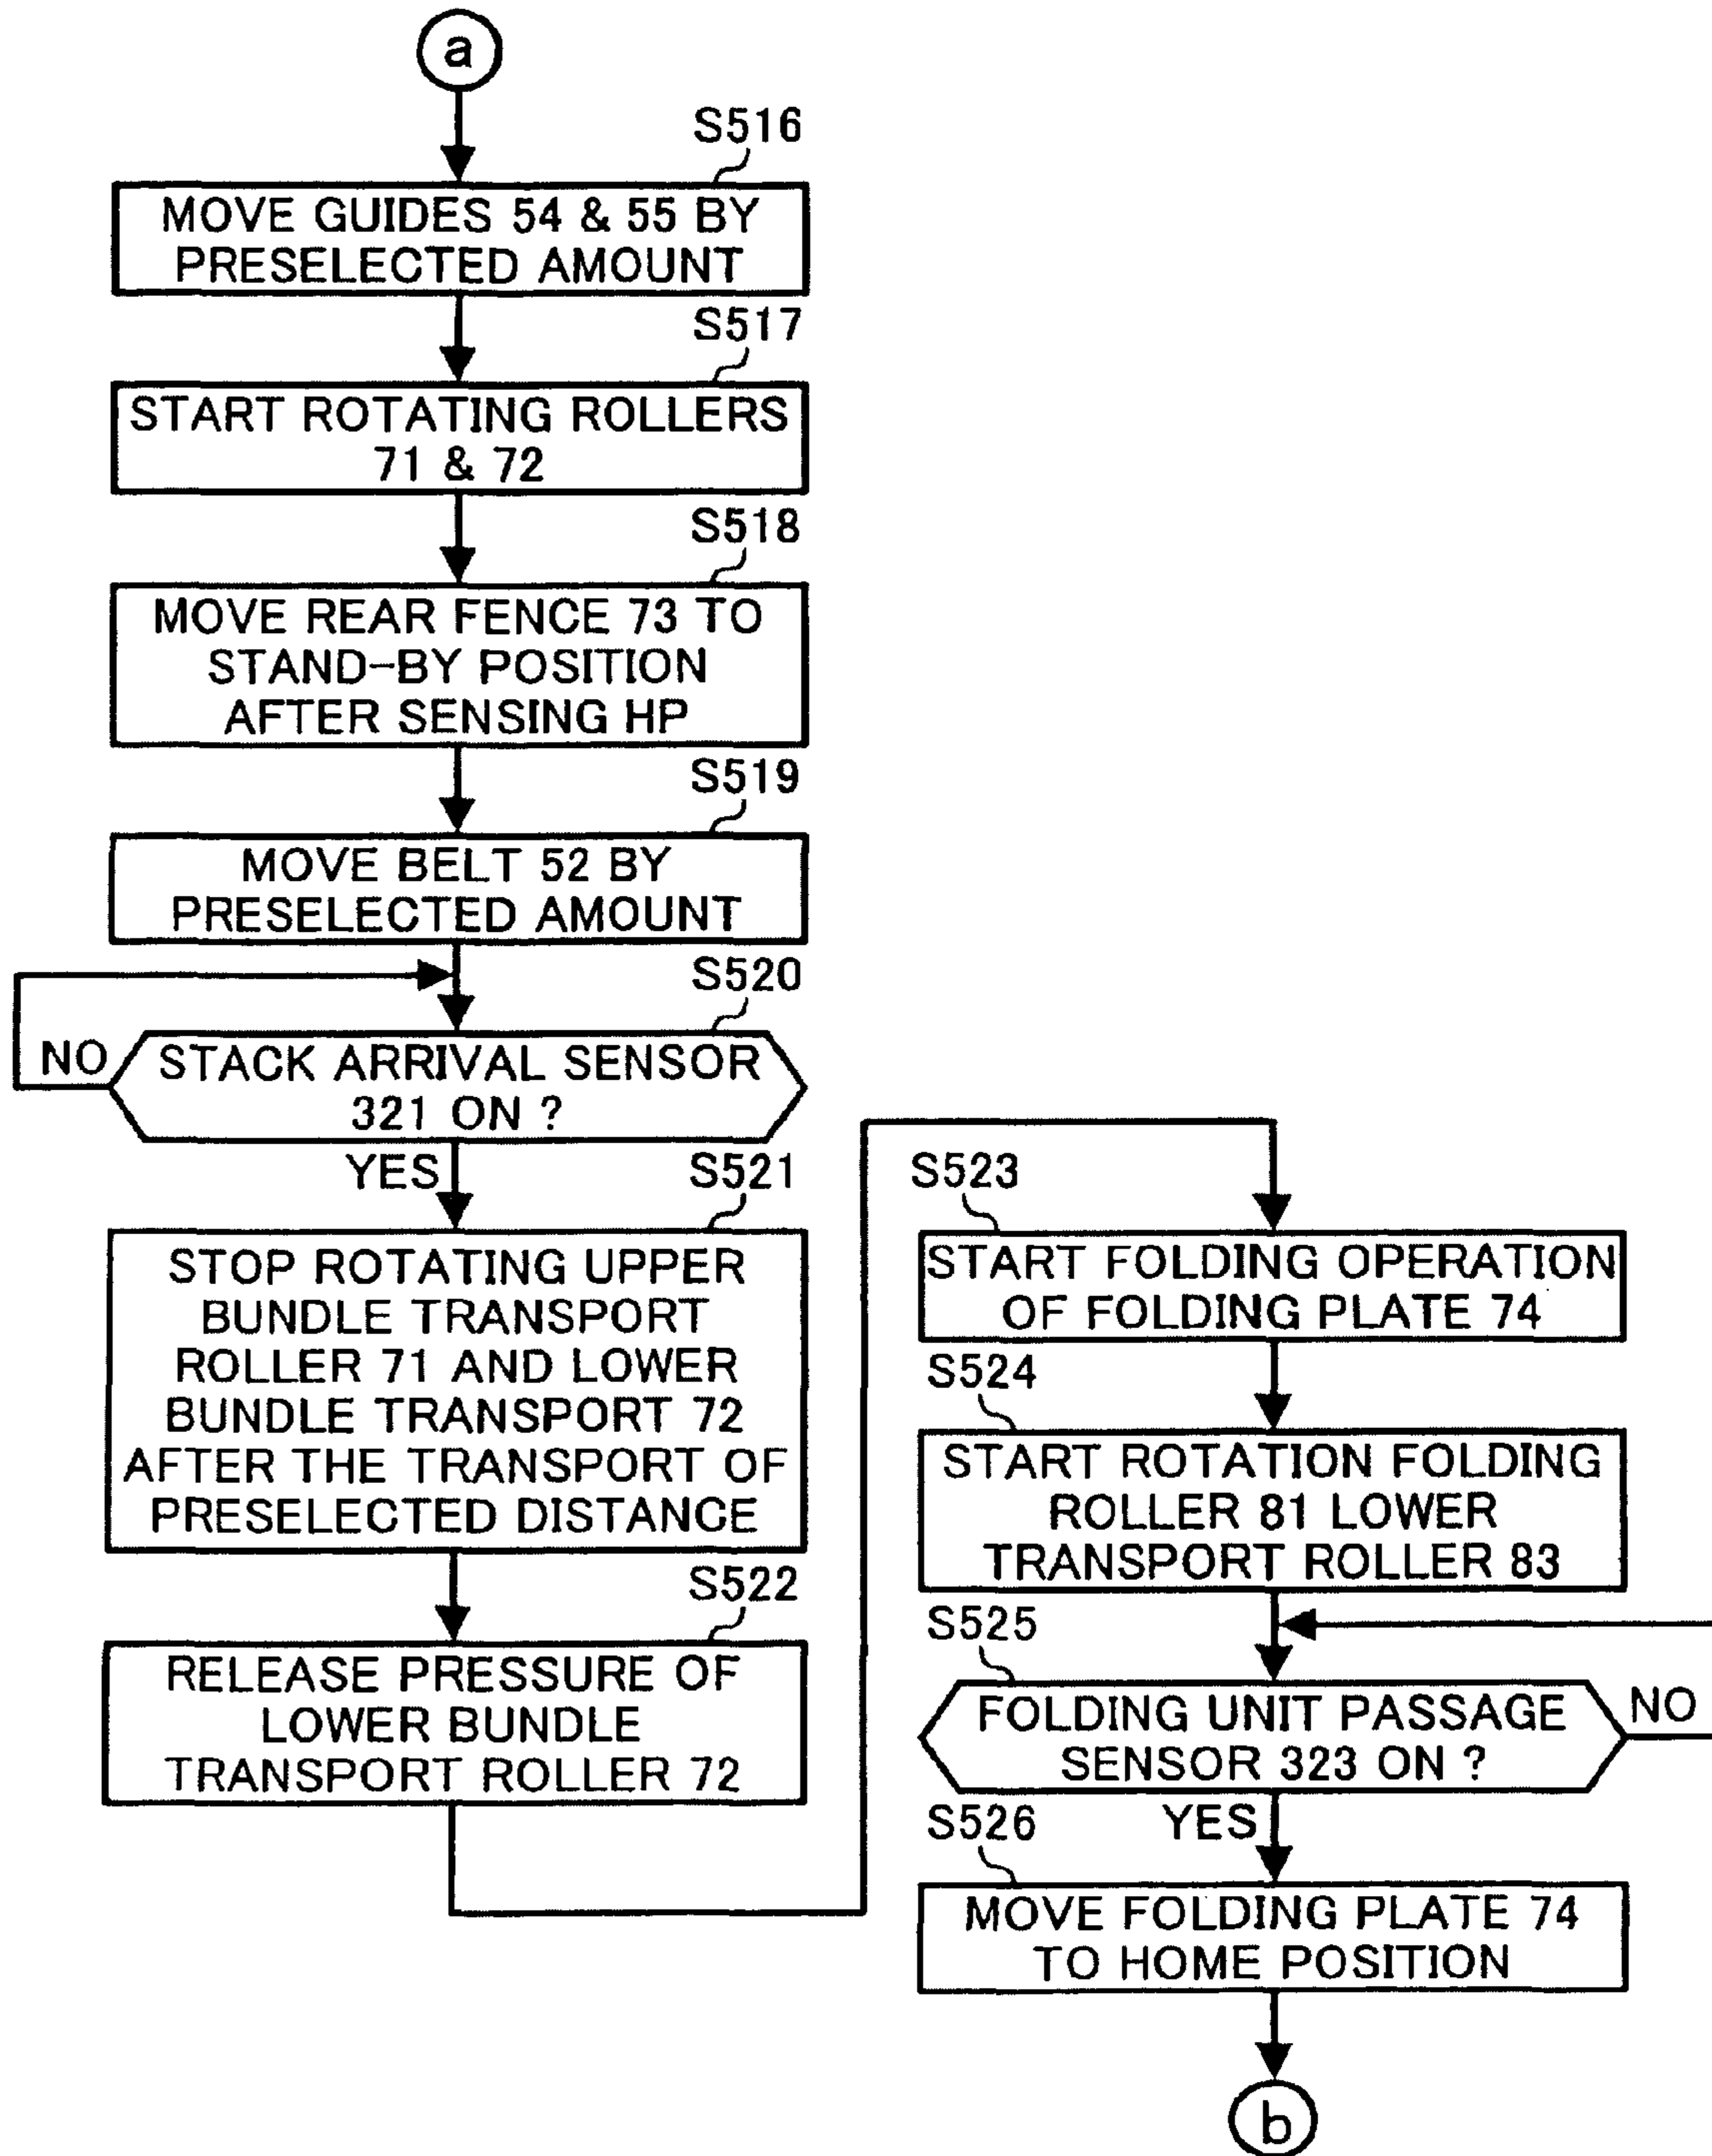 a
S516
MOVE GUIDES 54 & 55 BY
PRESELECTED AMOUNT
S517
START ROTATING ROLLERS
71 & 72
S518
MOVE REAR FENCE 73 TO
STAND-BY POSITION
AFTER SENSING HP
S519
MOVE BELT 52 BY
PRESELECTED AMOUNT
S520
NO
STACK ARRIVAL SENSOR
321 ON ?
YES
S521
STOP ROTATING UPPER
BUNDLE TRANSPORT
ROLLER 71 AND LOWER
BUNDLE TRANSPORT 72
AFTER THE TRANSPORT OF
PRESELECTED DISTANCE
S522
RELEASE PRESSURE OF
LOWER BUNDLE
TRANSPORT ROLLER 72
S523
START FOLDING OPERATION
OF FOLDING PLATE 74
S524
START ROTATION FOLDING
ROLLER 81 LOWER
TRANSPORT ROLLER 83
S525
FOLDING UNIT PASSAGE
SENSOR 323 ON ?
NO
YES
S526
MOVE FOLDING PLATE 74
TO HOME POSITION
b